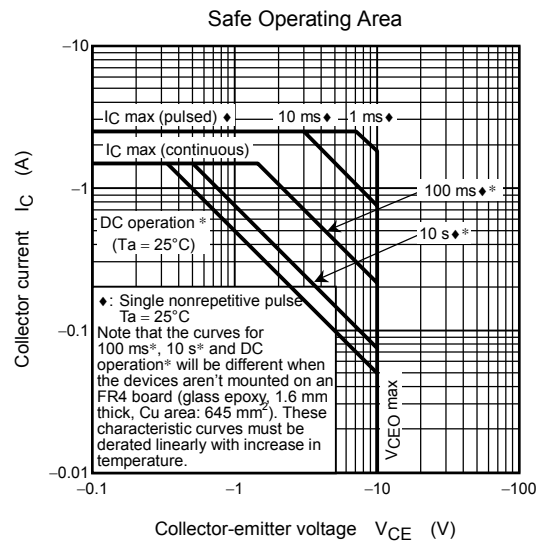 Safe Operating Area
−10
IC max (pulsed) ♦ 10 ms♦ 1 ms♦
IC max (continuous)
−1
100 ms♦*
DC operation *
(Ta = 25°C)
10 s♦*
♦: Single nonrepetitive pulse
Ta = 25°C
Note that the curves for
100 ms*, 10 s* and DC
operation* will be different when
the devices aren't mounted on an
FR4 board (glass epoxy, 1.6 mm
thick, Cu area: 645 mm²). These
characteristic curves must be
derated linearly with increase in
temperature.
−0.1
VCEO max
−0.01
−0.1 −1 −10 −100
Collector current IC (A)
Collector-emitter voltage VCE (V)